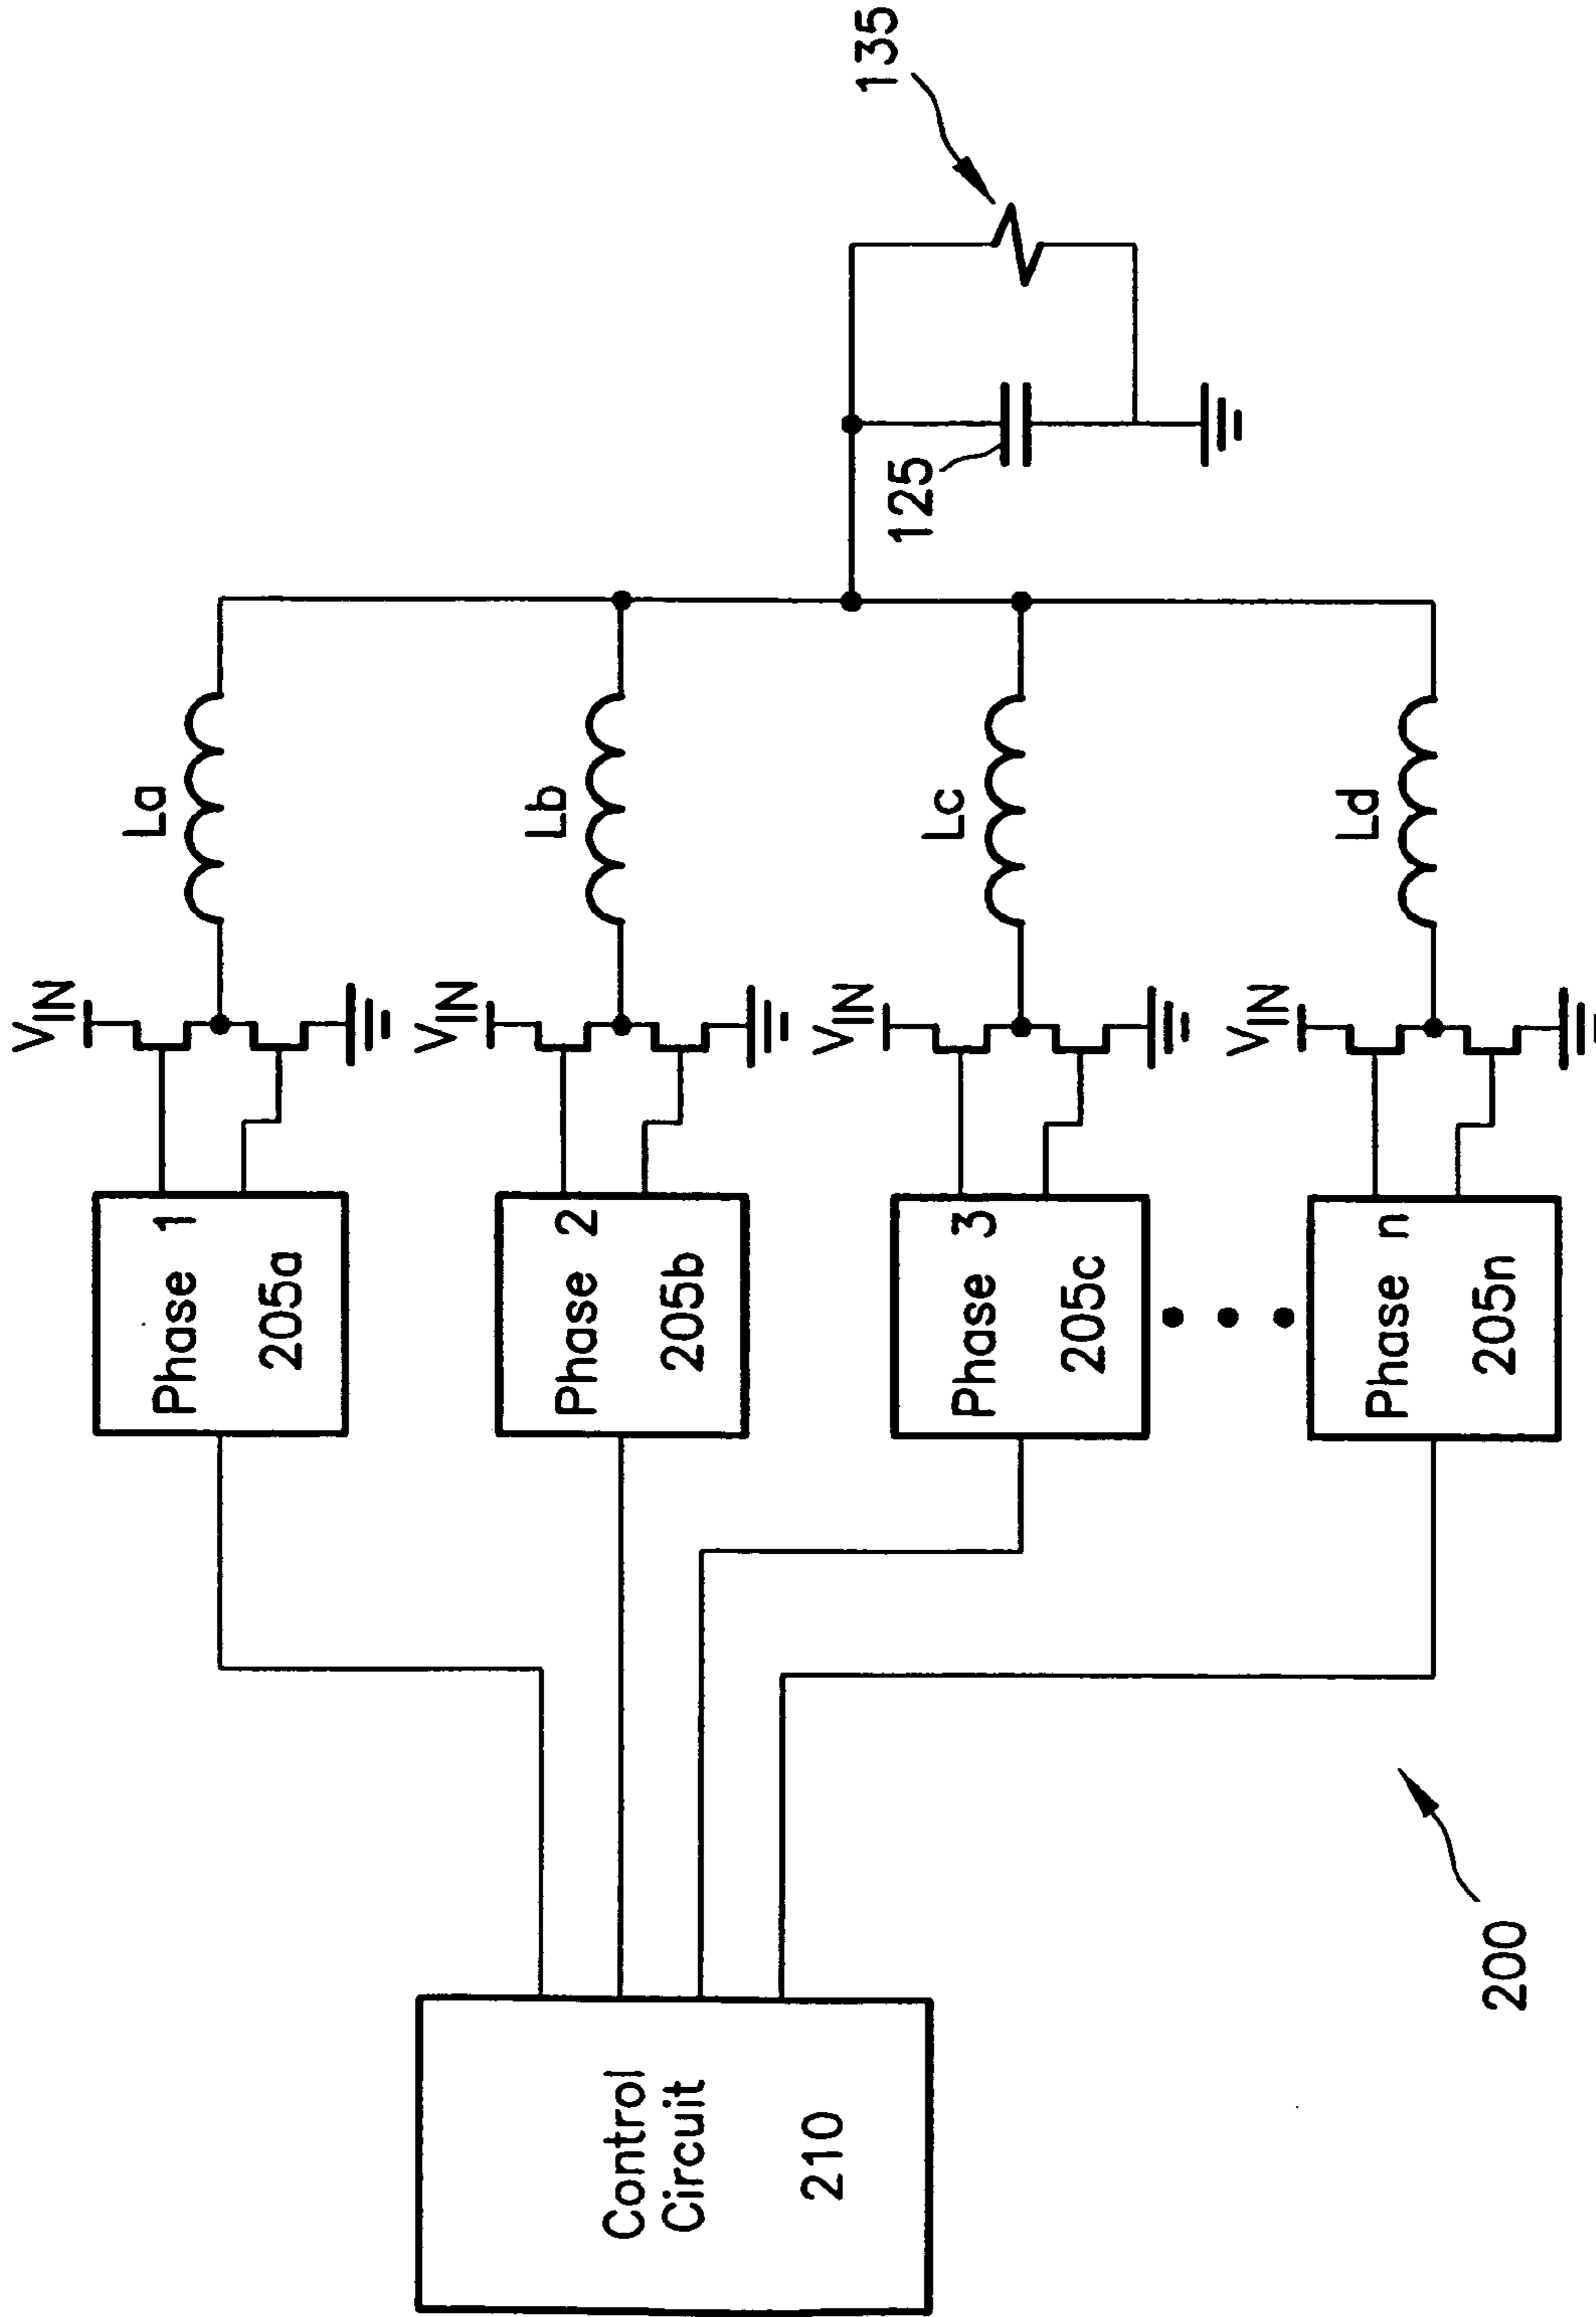 Control
Circuit
210
Phase 1
205a
Phase 2
205b
Phase 3
205c
Phase n
205n
VIN
VIN
VIN
VIN
La
Lb
Lc
Ld
125
135
200